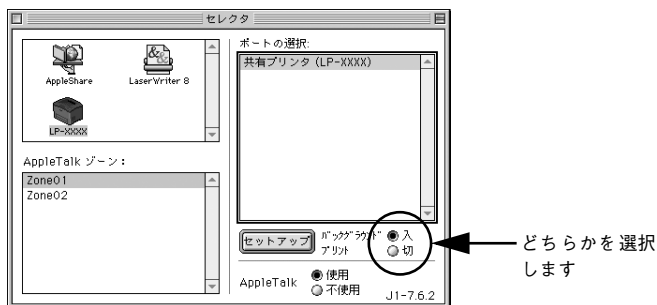 セレクタ
AppleShare
LaserWriter 8
LP-XXXX
AppleTalk ゾーン：
Zone01
Zone02
ポートの選択:
共有プリンタ (LP-XXXX)
セットアップ
ﾊﾞｯｸｸﾞﾗｳﾝﾄﾞ
ﾌﾟﾘﾝﾄ
入
切
AppleTalk
使用
不使用
J1-7.6.2
どちらかを選択
します